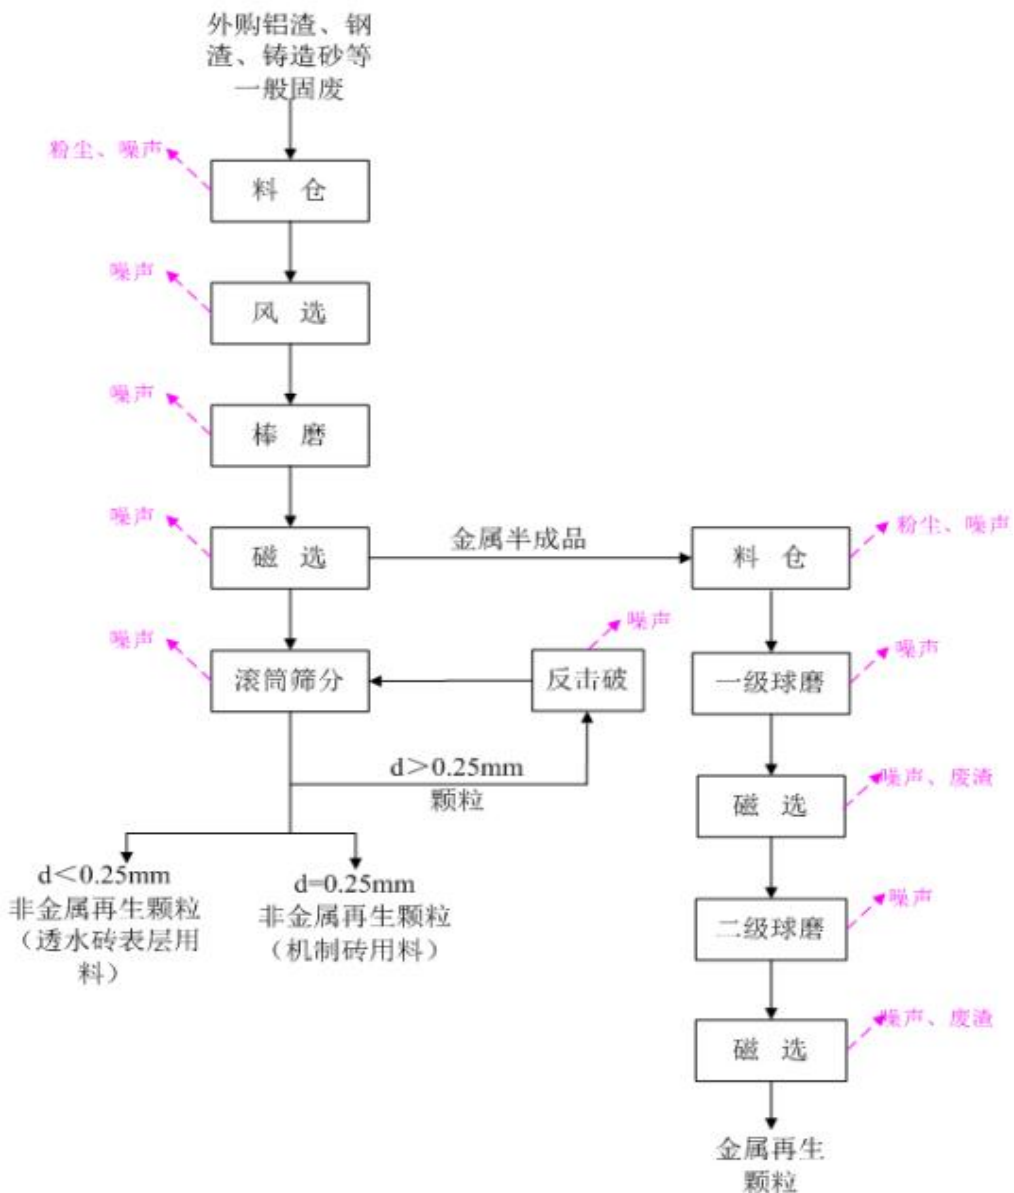 外购铝渣、钢
渣、铸造砂等
一般固废
粉尘、噪声
料 仓
噪声
风 选
噪声
棒 磨
噪声
磁 选
金属半成品
料 仓
粉尘、噪声
噪声
滚筒筛分
反击破
噪声
一级球磨
噪声
d＞0.25mm
颗粒
磁 选
噪声、废渣
d＜0.25mm
非金属再生颗粒
（透水砖表层用
料）
d=0.25mm
非金属再生颗粒
（机制砖用料）
二级球磨
噪声
磁 选
噪声、废渣
金属再生
颗粒